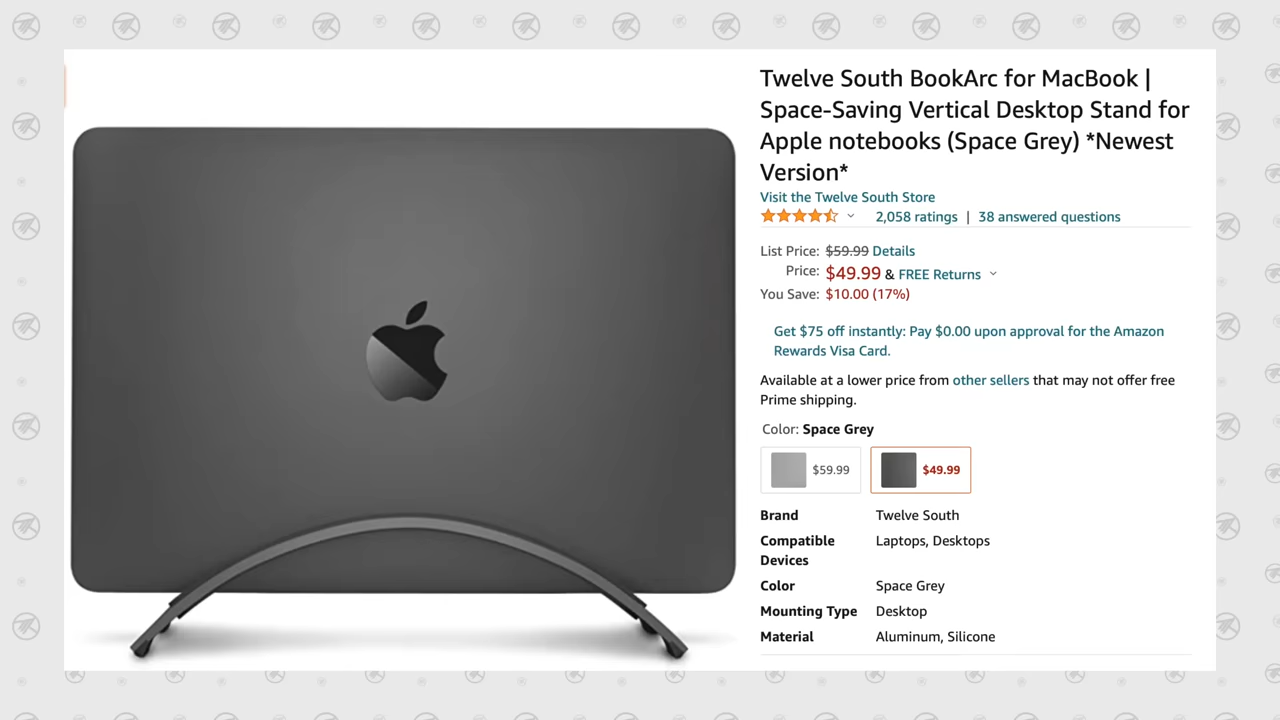 Twelve South BookArc for MacBook |
Space-Saving Vertical Desktop Stand for
Apple notebooks (Space Grey) *Newest
Version*
Visit the Twelve South Store
2,058 ratings | 38 answered questions
List Price: $59.99 Details
Price: $49.99 & FREE Returns
You Save: $10.00 (17%)
Get $75 off instantly: Pay $0.00 upon approval for the Amazon
Rewards Visa Card.
Available at a lower price from other sellers that may not offer free
Prime shipping.
Color: Space Grey
$59.99 $49.99
Brand Twelve South
Compatible Laptops, Desktops
Devices
Color Space Grey
Mounting Type Desktop
Material Aluminum, Silicone